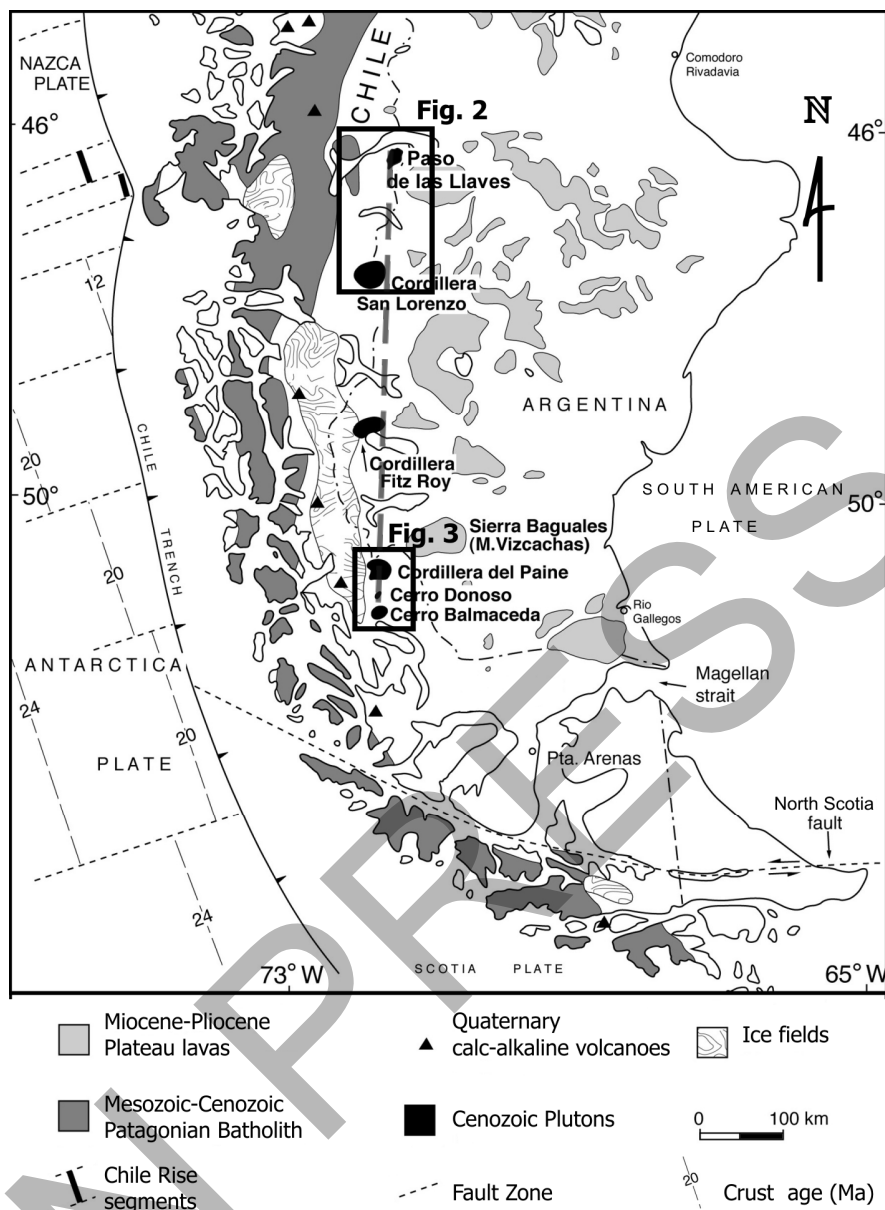 NAZCA
PLATE
CHILE
Comodoro
Rivadavia
Fig. 2
N
46°
46°
Paso
de las Llaves
12
Cordillera
San Lorenzo
ARGENTINA
CHILE
TRENCH
20
Cordillera
Fitz Roy
50°
SOUTH AMERICAN
PLATE
50°
Fig. 3
Sierra Baguales
(M.Vizcachas)
20
Cordillera del Paine
Cerro Donoso
Cerro Balmaceda
Rio
Gallegos
ANTARCTICA
PLATE
24
20
Magellan
strait
Pta. Arenas
North Scotia
fault
24
73° W
SCOTIA PLATE
65° W
Miocene-Pliocene
Plateau lavas
Quaternary
calc-alkaline volcanoes
Ice fields
Mesozoic-Cenozoic
Patagonian Batholith
Cenozoic Plutons
0 100 km
Chile Rise
segments
Fault Zone
20
Crust age (Ma)
N PRESS